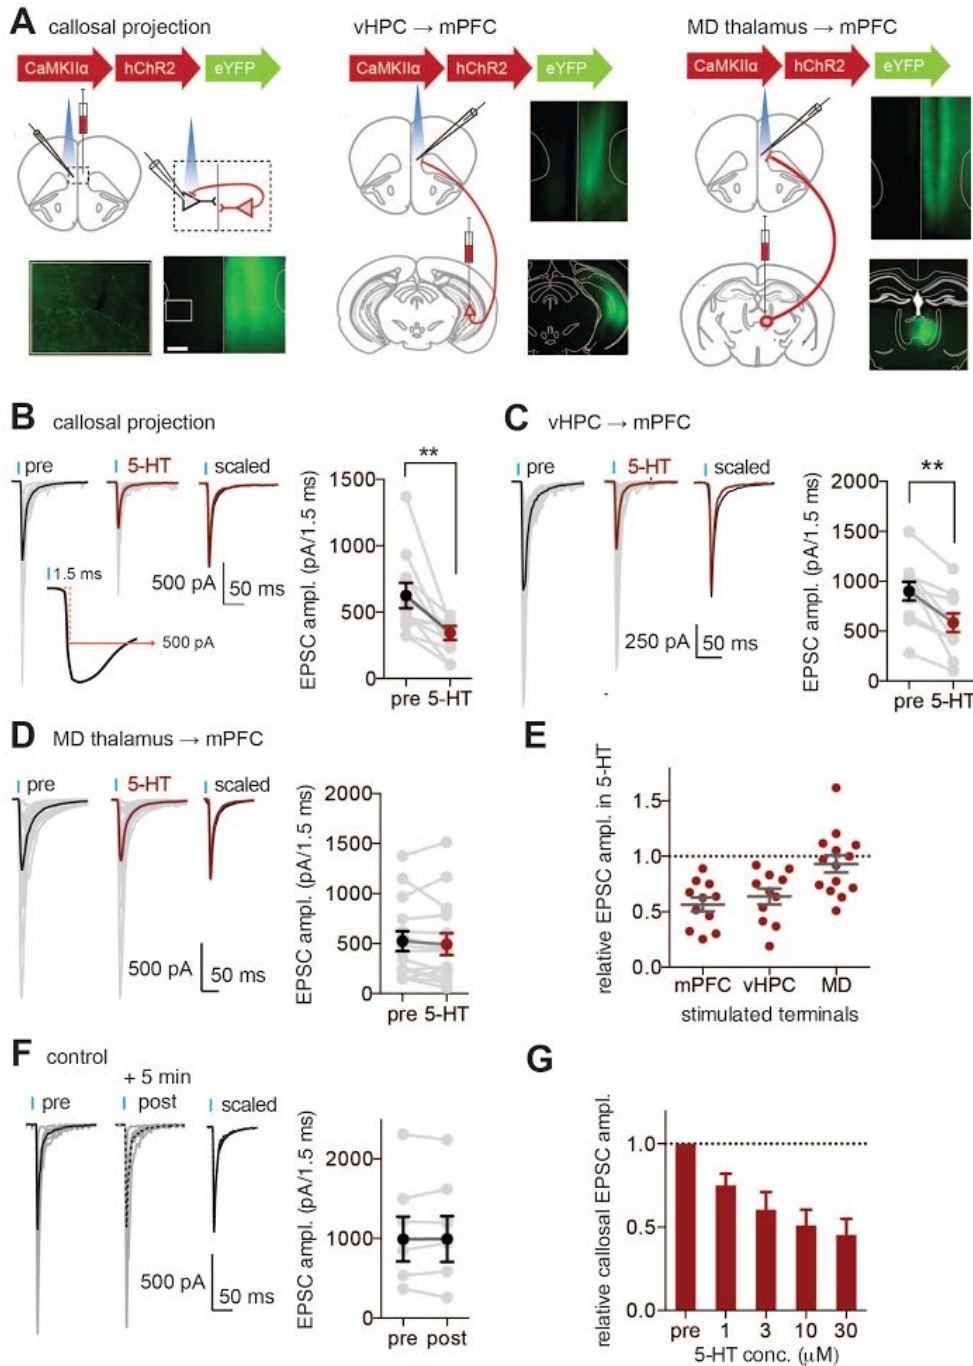 A callosal projection
CaMKIIα hChR2 eYFP
vHPC → mPFC
CaMKIIα hChR2 eYFP
MD thalamus → mPFC
CaMKIIα hChR2 eYFP
B callosal projection
pre 5-HT scaled
1.5 ms
500 pA
500 pA 50 ms
EPSC ampl. (pA/1.5 ms)
1500
1000
500
0
**
pre 5-HT
C vHPC → mPFC
pre 5-HT scaled
250 pA 50 ms
EPSC ampl. (pA/1.5 ms)
2000
1500
1000
500
0
**
pre 5-HT
D MD thalamus → mPFC
pre 5-HT scaled
500 pA 50 ms
EPSC ampl. (pA/1.5 ms)
2000
1500
1000
500
0
pre 5-HT
E
relative EPSC ampl. in 5-HT
1.5
1.0
0.5
0.0
mPFC vHPC MD
stimulated terminals
F control
+ 5 min
pre post scaled
500 pA 50 ms
EPSC ampl. (pA/1.5 ms)
2000
1000
0
pre post
G
relative callosal EPSC ampl.
1.0
0.5
0.0
pre 1 3 10 30
5-HT conc. (μM)